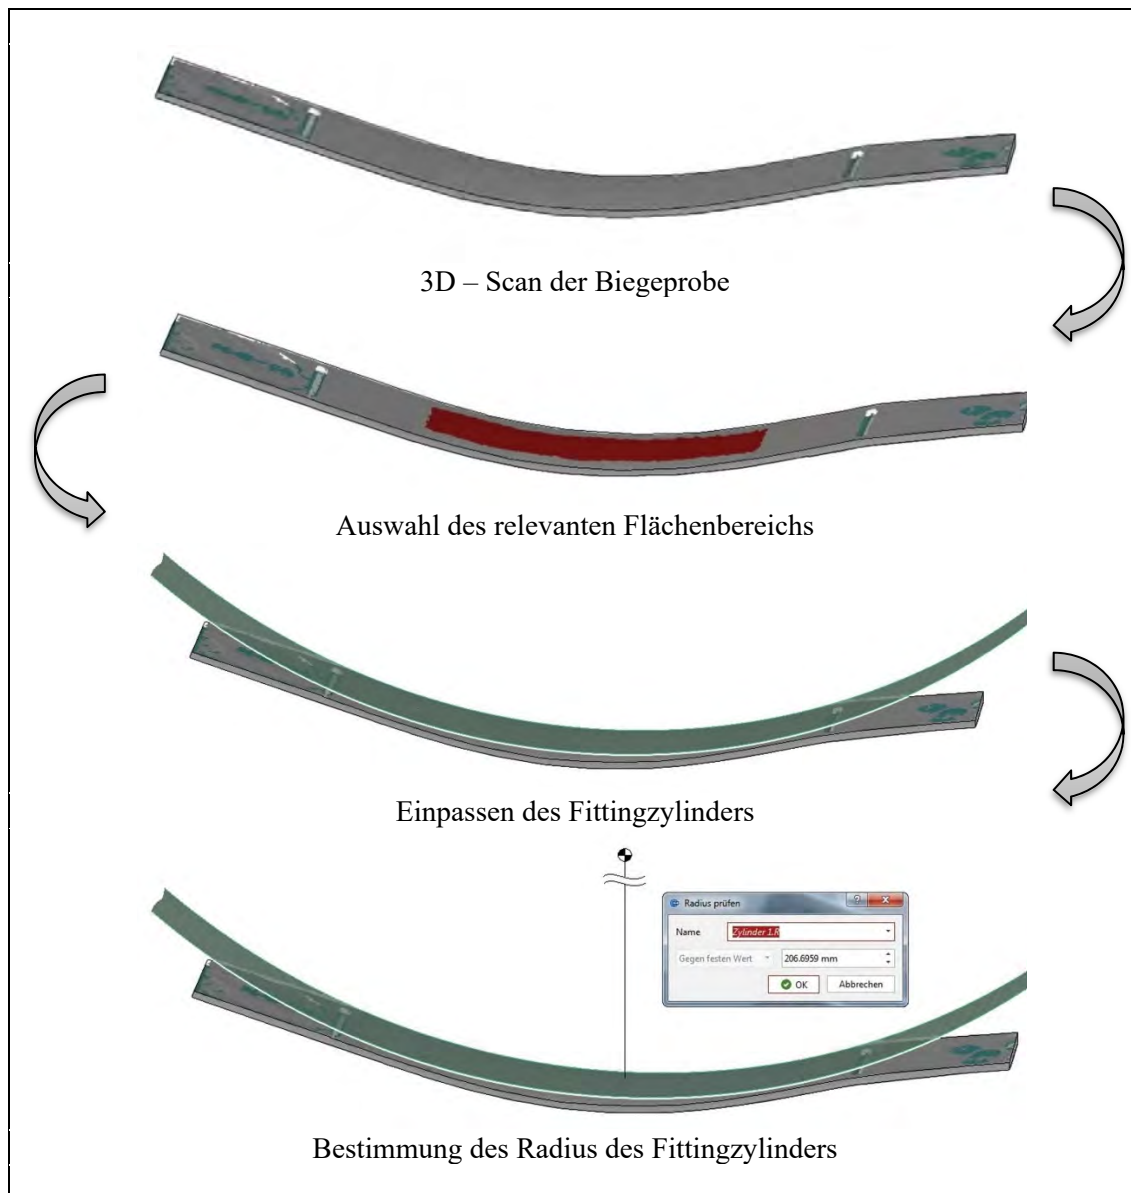 3D – Scan der Biegeprobe
Auswahl des relevanten Flächenbereichs
Einpassen des Fittingzylinders
Radius prüfen
Name Zylinder 1.R
Gegen festen Wert 206.6959 mm
OK Abbrechen
Bestimmung des Radius des Fittingzylinders